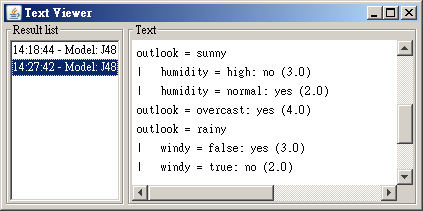 Text Viewer
Result list
14:18:44 - Model: J48
14:27:42 - Model: J48
Text
outlook = sunny
|   humidity = high: no (3.0)
|   humidity = normal: yes (2.0)
outlook = overcast: yes (4.0)
outlook = rainy
|   windy = false: yes (3.0)
|   windy = true: no (2.0)